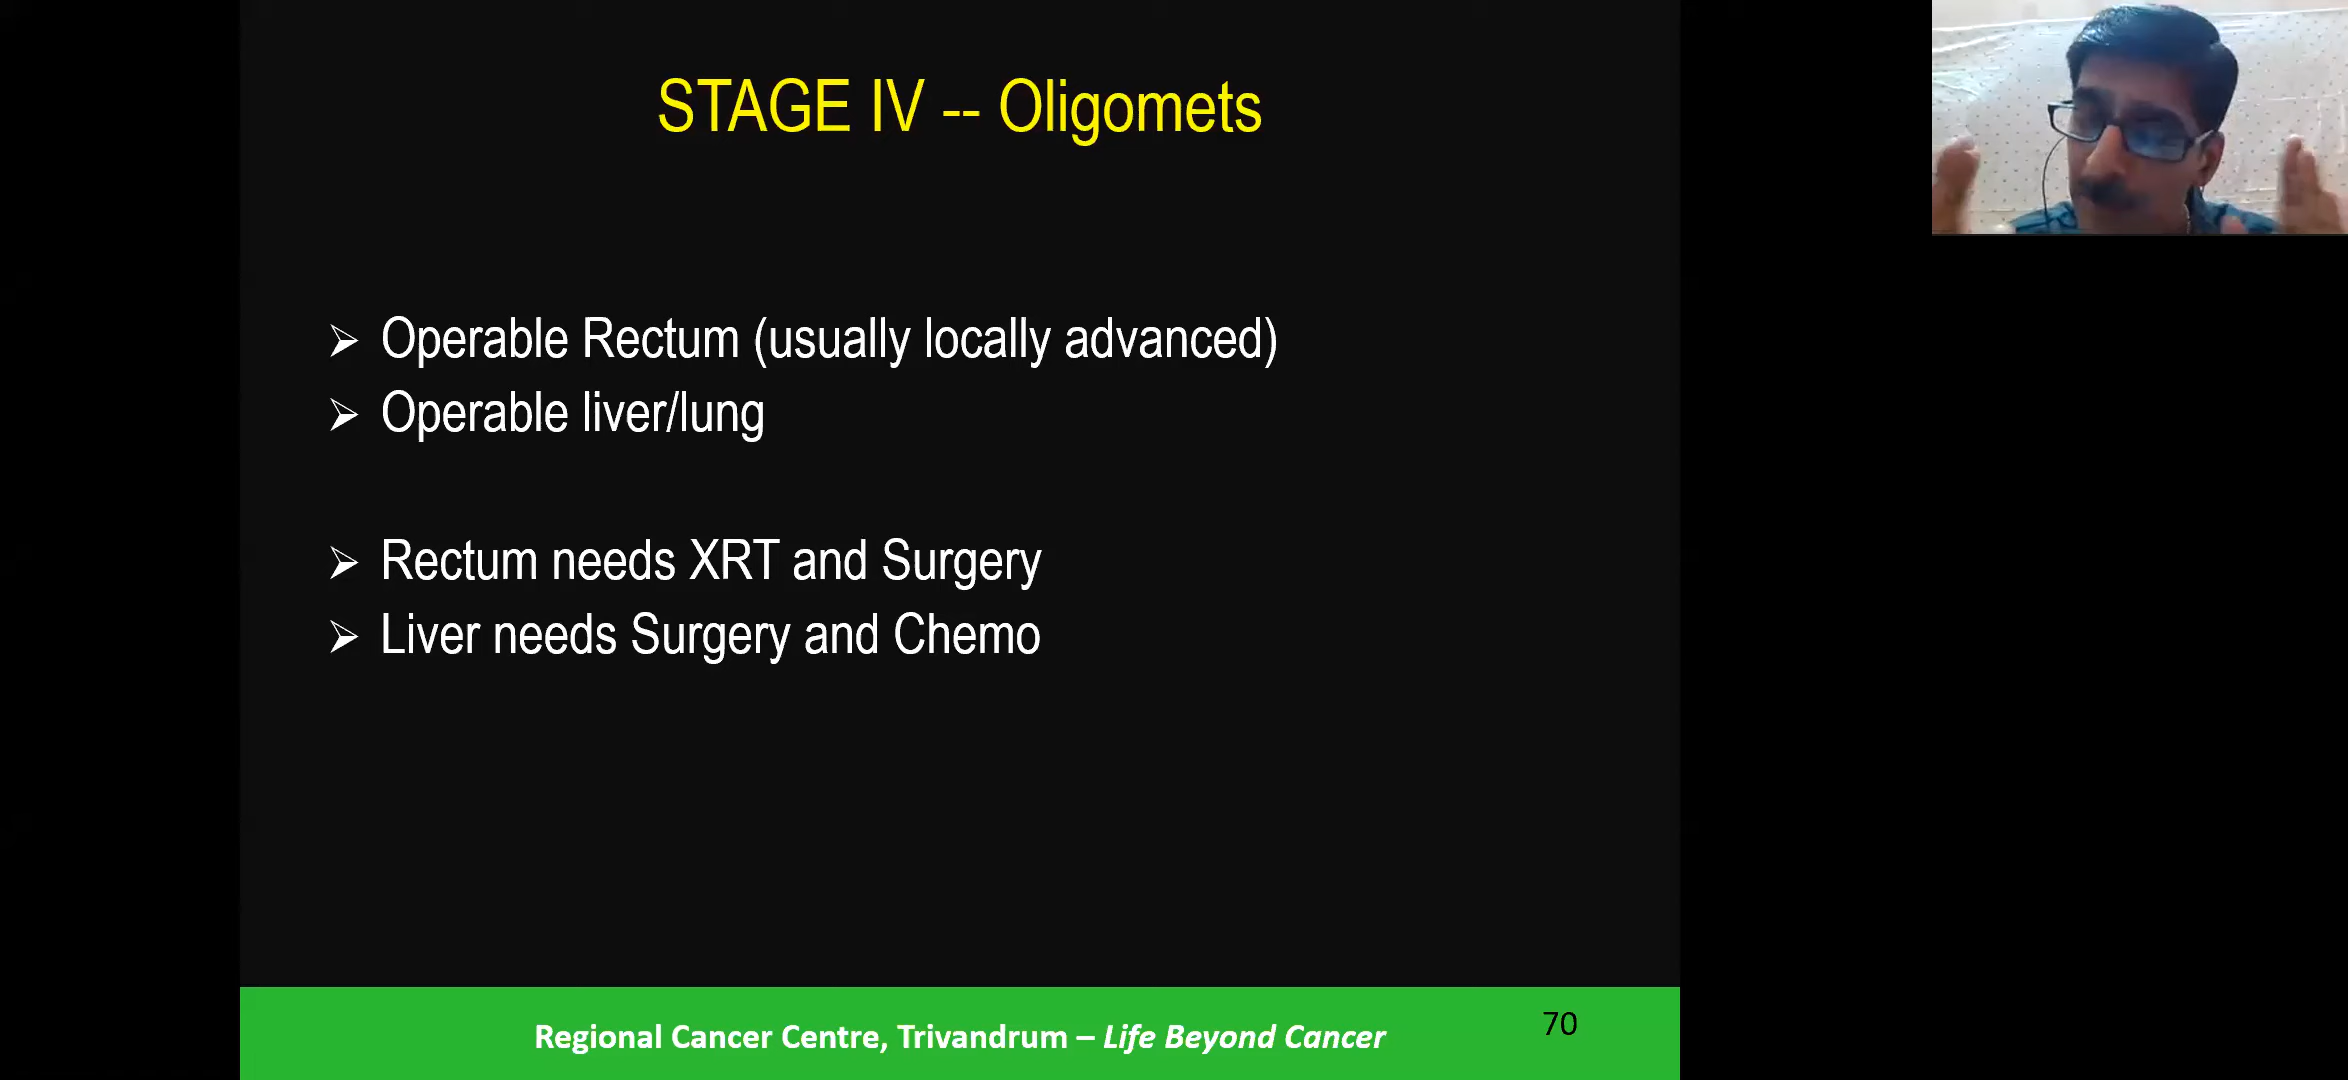 STAGE IV -- Oligomets
➢ Operable Rectum (usually locally advanced)
➢ Operable liver/lung
➢ Rectum needs XRT and Surgery
➢ Liver needs Surgery and Chemo
Regional Cancer Centre, Trivandrum – Life Beyond Cancer
70